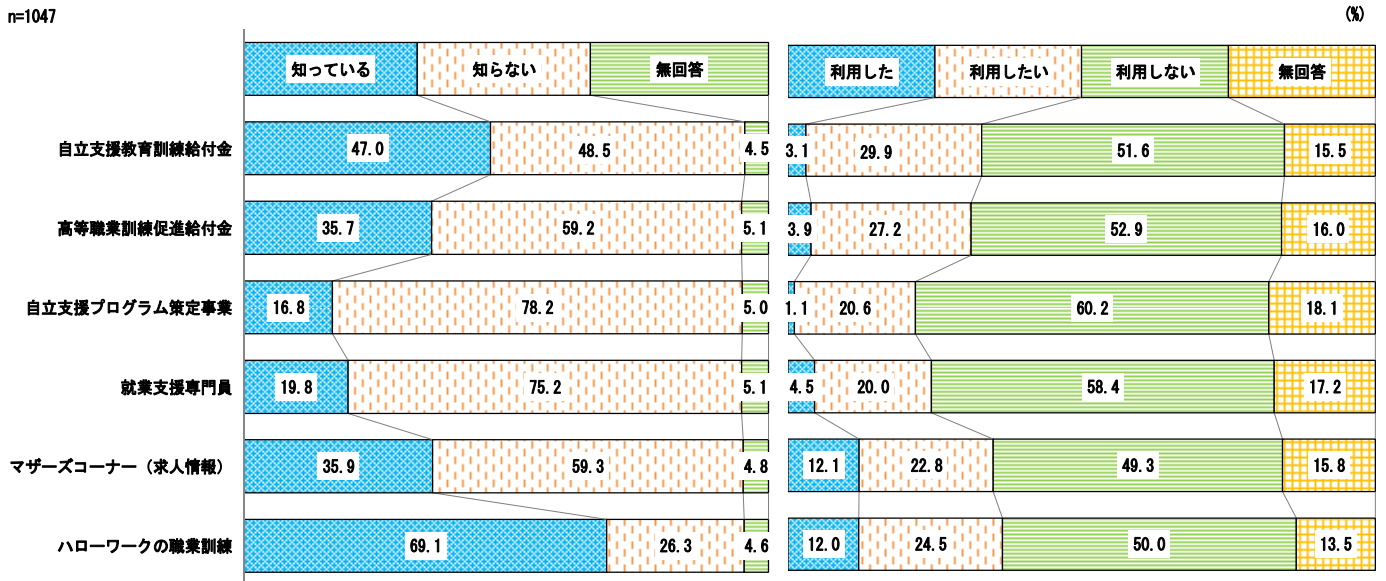 n=1047
(%)
知っている 知らない 無回答 利用した 利用したい 利用しない 無回答
自立支援教育訓練給付金 47.0 48.5 4.5 3.1 29.9 51.6 15.5
高等職業訓練促進給付金 35.7 59.2 5.1 3.9 27.2 52.9 16.0
自立支援プログラム策定事業 16.8 78.2 5.0 1.1 20.6 60.2 18.1
就業支援専門員 19.8 75.2 5.1 4.5 20.0 58.4 17.2
マザーズコーナー（求人情報） 35.9 59.3 4.8 12.1 22.8 49.3 15.8
ハローワークの職業訓練 69.1 26.3 4.6 12.0 24.5 50.0 13.5